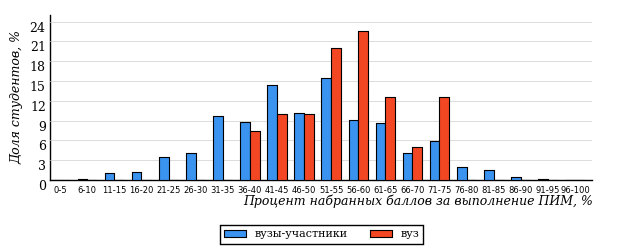 Доля студентов, %
24
21
18
15
12
9
6
3
0
0-5 6-10 11-15 16-20 21-25 26-30 31-35 36-40 41-45 46-50 51-55 56-60 61-65 66-70 71-75 76-80 81-85 86-90 91-95 96-100
Процент набранных баллов за выполнение ПИМ, %
вузы-участники вуз